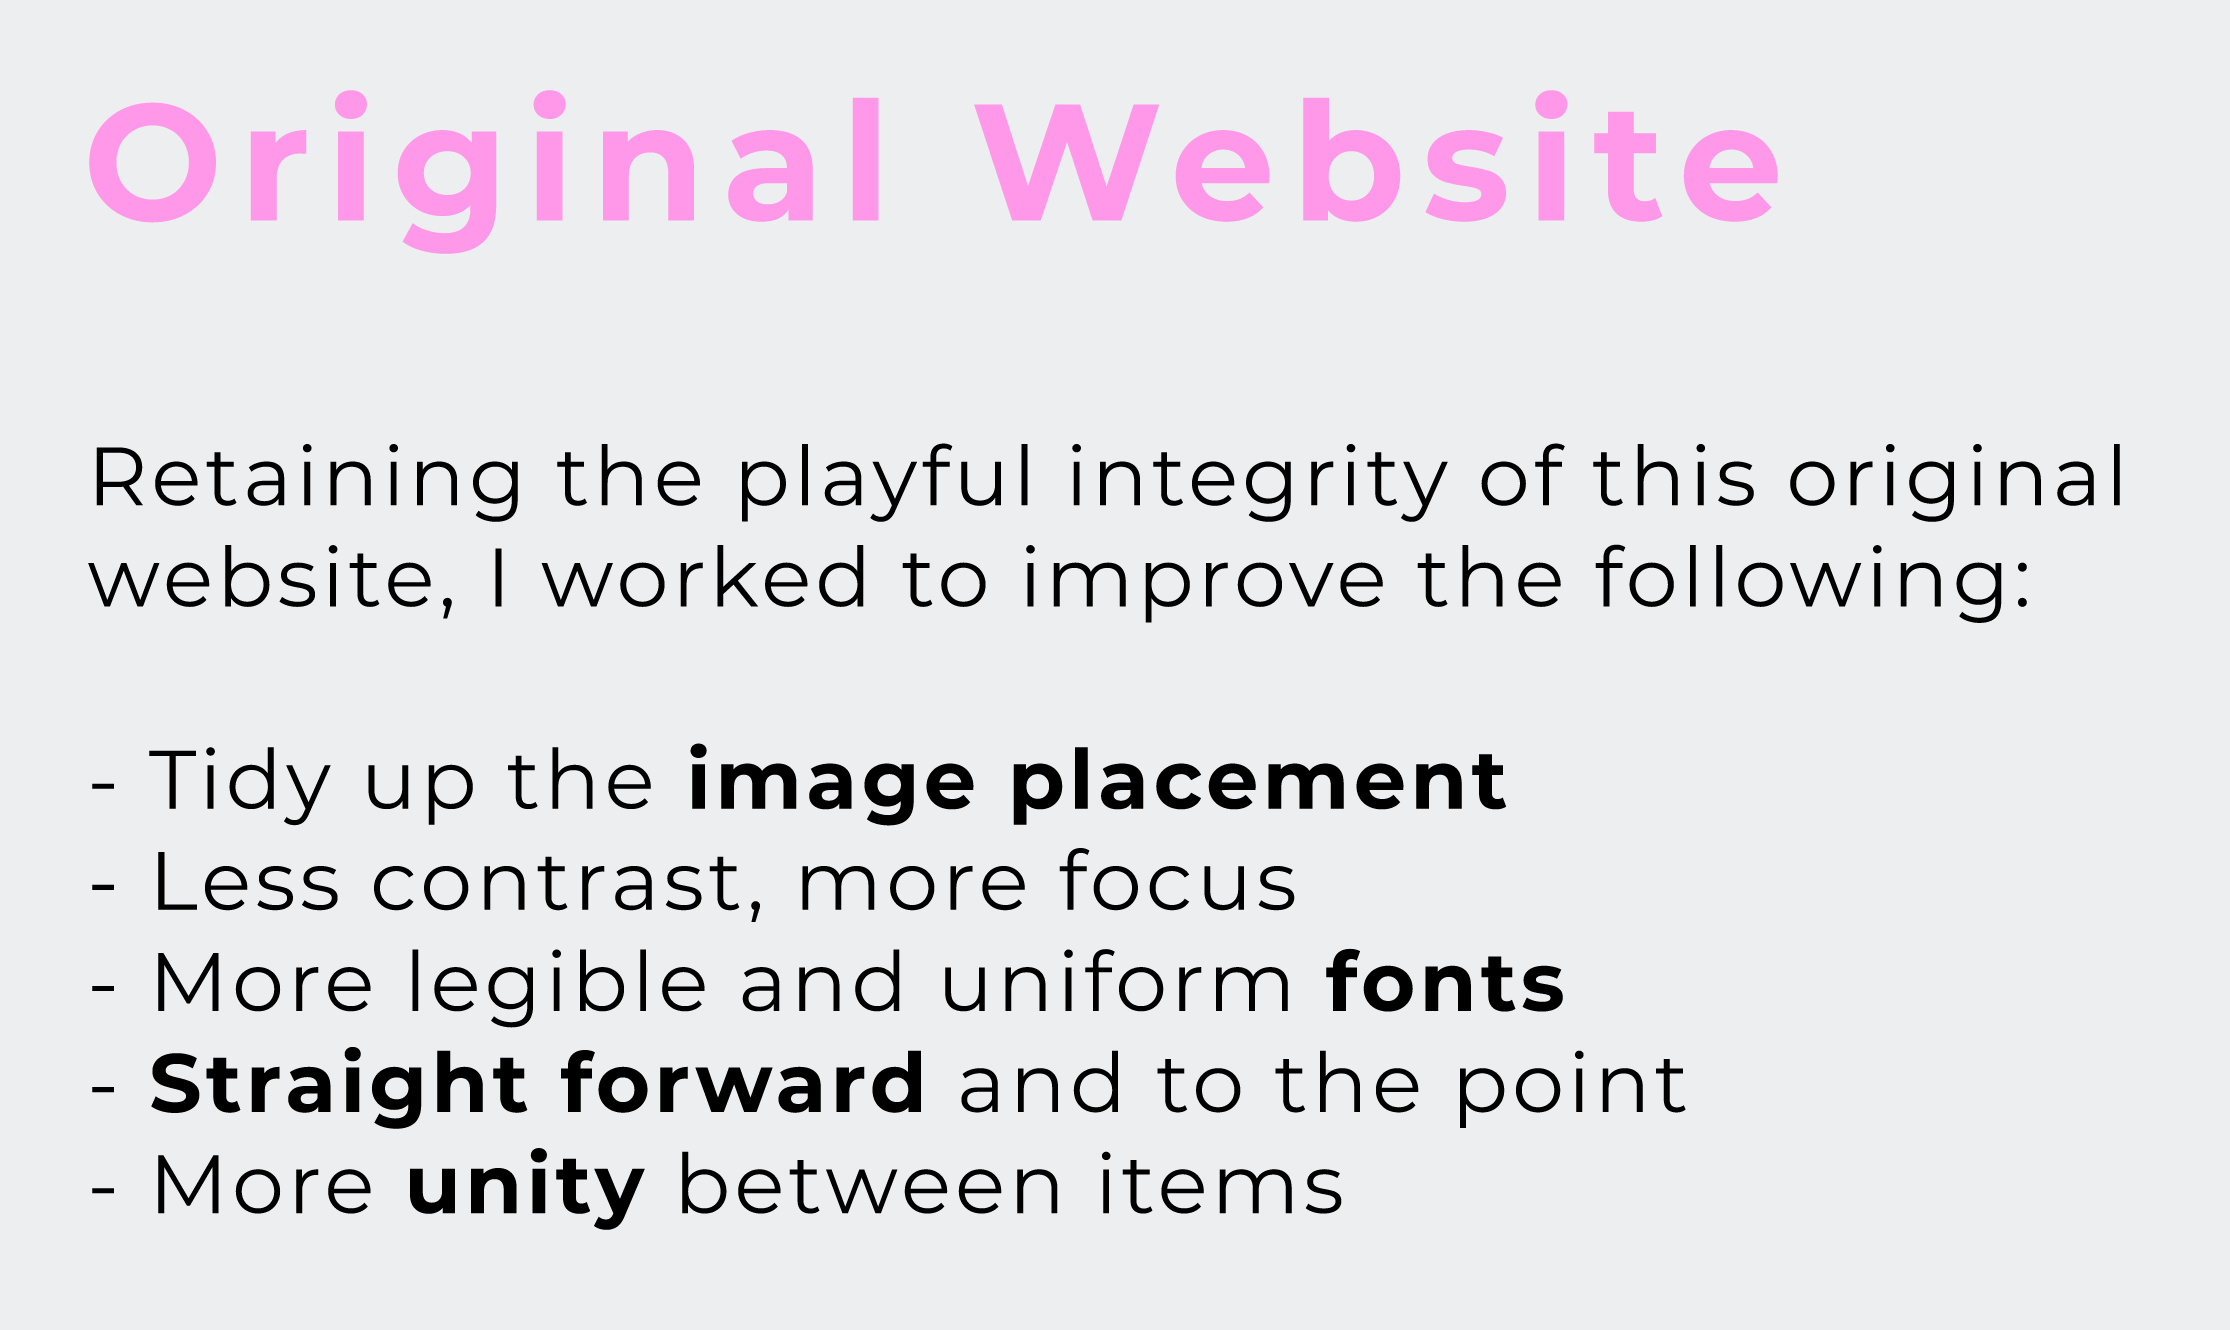 Original Website
Retaining the playful integrity of this original
website, I worked to improve the following:
- Tidy up the image placement
- Less contrast, more focus
- More legible and uniform fonts
- Straight forward and to the point
- More unity between items